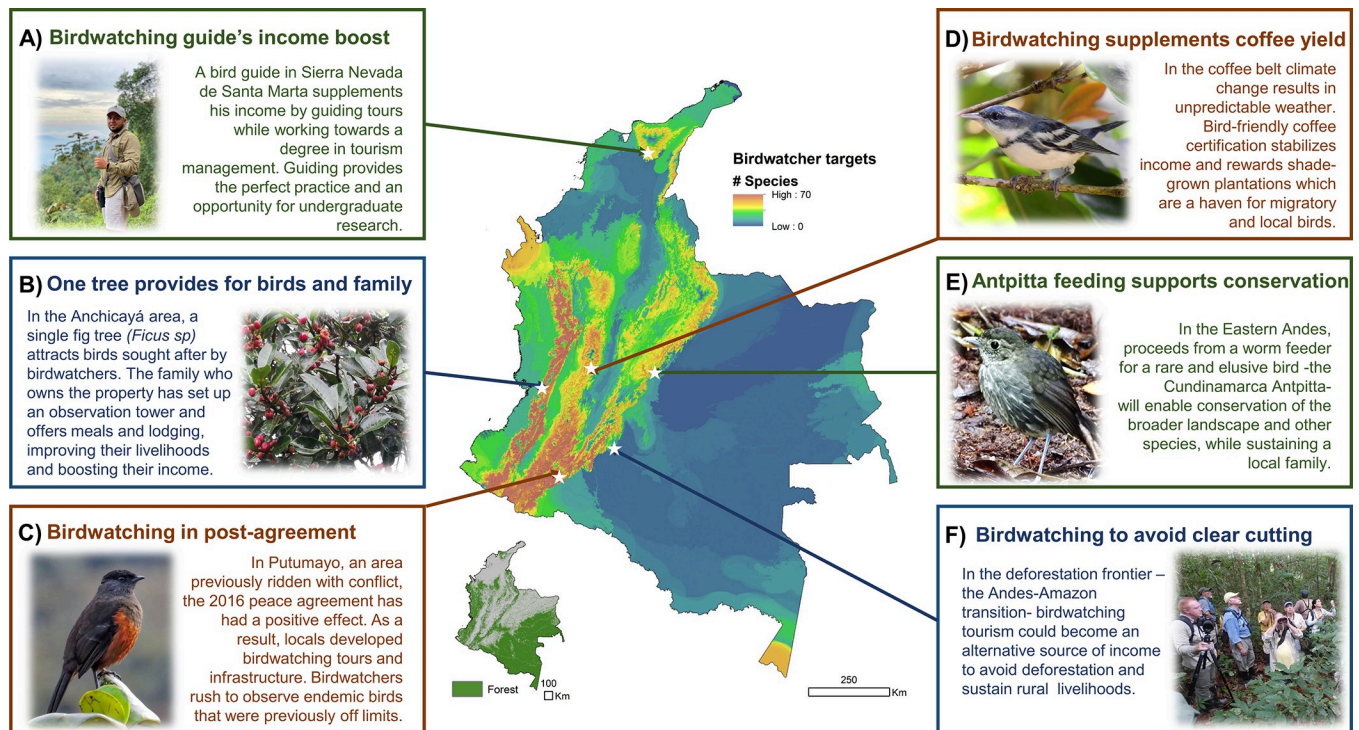 A) Birdwatching guide’s income boost
A bird guide in Sierra Nevada
de Santa Marta supplements
his income by guiding tours
while working towards a
degree in tourism
management. Guiding provides
the perfect practice and an
opportunity for undergraduate
research.
B) One tree provides for birds and family
In the Anchicayá area, a
single fig tree (Ficus sp)
attracts birds sought after by
birdwatchers. The family who
owns the property has set up
an observation tower and
offers meals and lodging,
improving their livelihoods
and boosting their income.
C) Birdwatching in post-agreement
In Putumayo, an area
previously ridden with conflict,
the 2016 peace agreement has
had a positive effect. As a
result, locals developed
birdwatching tours and
infrastructure. Birdwatchers
rush to observe endemic birds
that were previously off limits.
Birdwatcher targets
# Species
High : 70
Low : 0
Forest
100
Km
250
Km
D) Birdwatching supplements coffee yield
In the coffee belt climate
change results in
unpredictable weather.
Bird-friendly coffee
certification stabilizes
income and rewards shade-
grown plantations which
are a haven for migratory
and local birds.
E) Antpitta feeding supports conservation
In the Eastern Andes,
proceeds from a worm feeder
for a rare and elusive bird -the
Cundinamarca Antpitta-
will enable conservation of the
broader landscape and other
species, while sustaining a
local family.
F) Birdwatching to avoid clear cutting
In the deforestation frontier –
the Andes-Amazon
transition- birdwatching
tourism could become an
alternative source of income
to avoid deforestation and
sustain rural livelihoods.